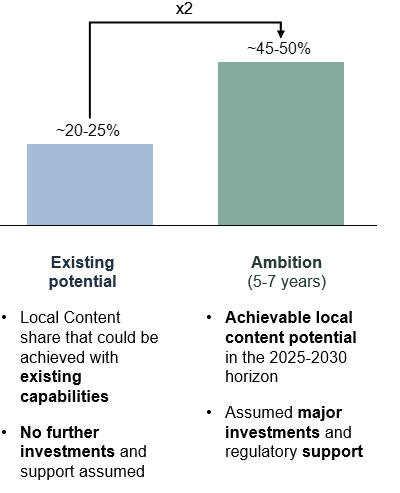 x2
~45-50%
~20-25%
Existing
potential
Ambition
(5-7 years)
• Local Content
share that could be
achieved with
existing
capabilities
• No further
investments and
support assumed
• Achievable local
content potential
in the 2025-2030
horizon
• Assumed major
investments and
regulatory support